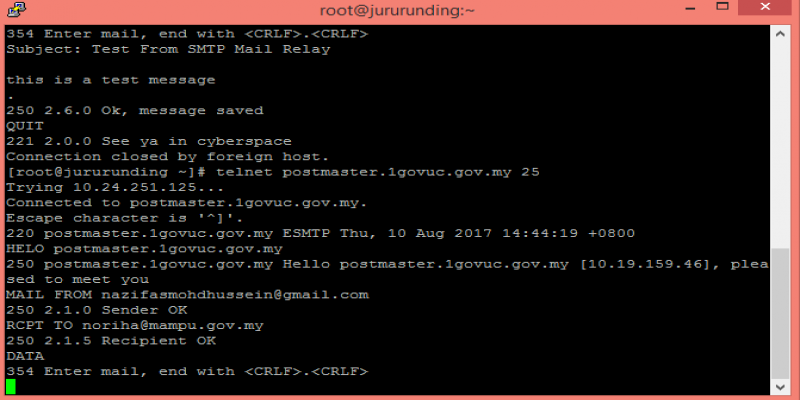 root@jururunding:~
354 Enter mail, end with <CRLF>.<CRLF>
Subject: Test From SMTP Mail Relay
this is a test message
.
250 2.6.0 Ok, message saved
QUIT
221 2.0.0 See ya in cyberspace
Connection closed by foreign host.
[root@jururunding ~]# telnet postmaster.1govuc.gov.my 25
Trying 10.24.251.125...
Connected to postmaster.1govuc.gov.my.
Escape character is '^]'.
220 postmaster.1govuc.gov.my ESMTP Thu, 10 Aug 2017 14:44:19 +0800
HELO postmaster.1govuc.gov.my
250 postmaster.1govuc.gov.my Hello postmaster.1govuc.gov.my [10.19.159.46], plea
sed to meet you
MAIL FROM nazifasmohdhussein@gmail.com
250 2.1.0 Sender OK
RCPT TO noriha@mampu.gov.my
250 2.1.5 Recipient OK
DATA
354 Enter mail, end with <CRLF>.<CRLF>